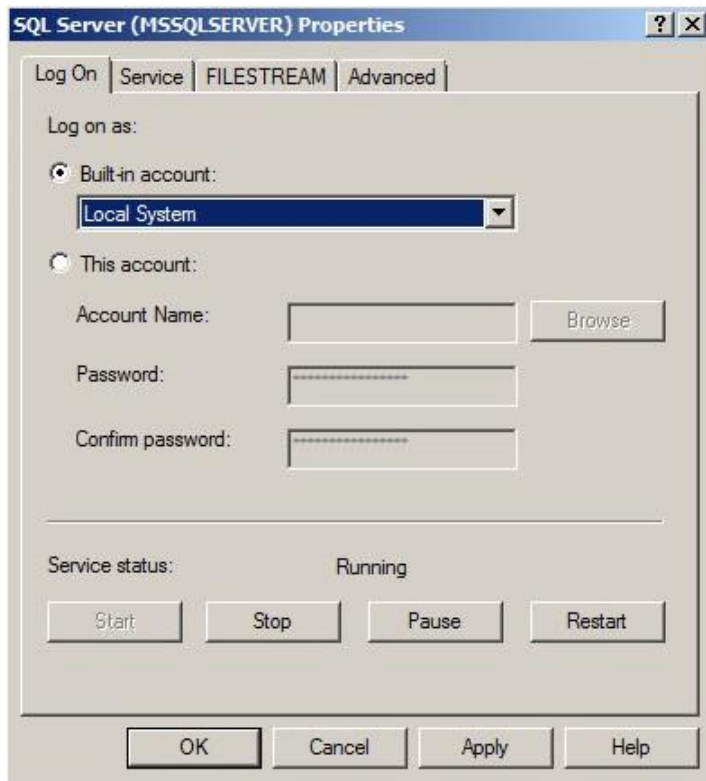 SQL Server (MSSQLSERVER) Properties
Log On Service FILESTREAM Advanced
Log on as:
Built-in account:
Local System
This account:
Account Name: Browse
Password: ****************
Confirm password: ****************
Service status: Running
Start Stop Pause Restart
OK Cancel Apply Help